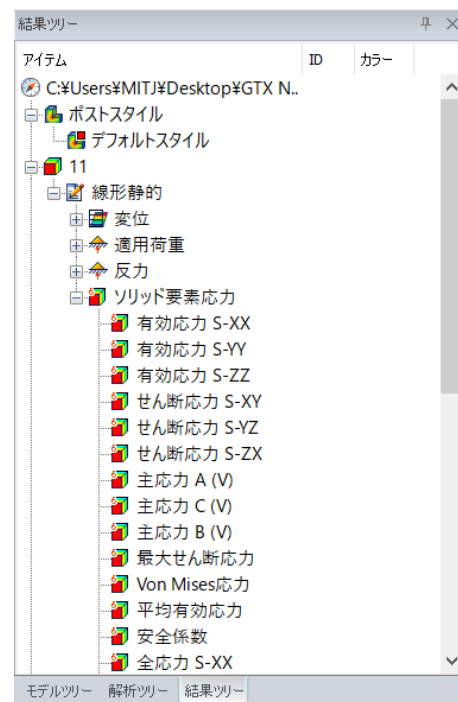 結果ツリー
アイテム ID カラー
C:¥Users¥MITJ¥Desktop¥GTX N..
ポストスタイル
デフォルトスタイル
11
線形静的
変位
適用荷重
反力
ソリッド要素応力
有効応力 S-XX
有効応力 S-YY
有効応力 S-ZZ
せん断応力 S-XY
せん断応力 S-YZ
せん断応力 S-ZX
主応力 A (V)
主応力 C (V)
主応力 B (V)
最大せん断応力
Von Mises応力
平均有効応力
安全係数
全応力 S-XX
モデルツリー 解析ツリー 結果ツリー